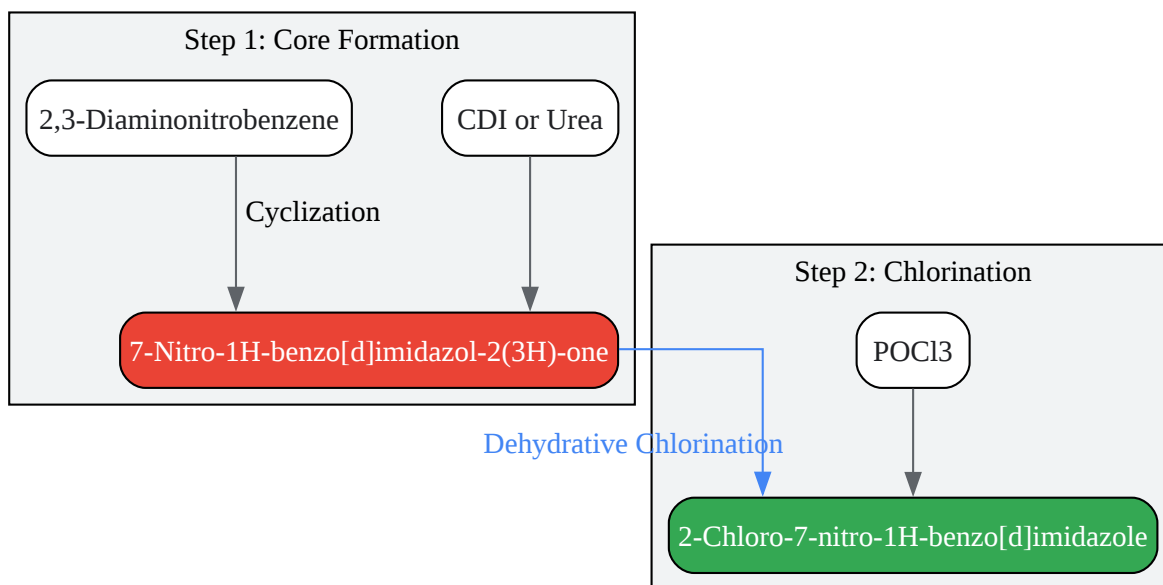 Step 1: Core Formation
2,3-Diaminonitrobenzene
CDI or Urea
Cyclization
7-Nitro-1H-benzo[d]imidazol-2(3H)-one
Step 2: Chlorination
POCl3
Dehydrative Chlorination
2-Chloro-7-nitro-1H-benzo[d]imidazole